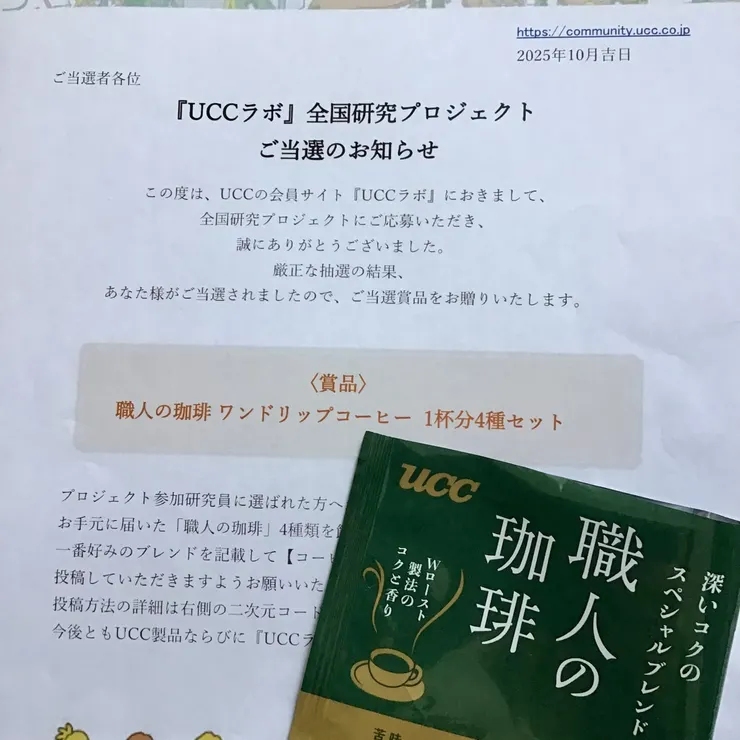 https://community.ucc.co.jp
2025年10月吉日
ご当選者各位
『UCCラボ』全国研究プロジェクト
ご当選のお知らせ
この度は、UCCの会員サイト『UCCラボ』におきまして、
全国研究プロジェクトにご応募いただき、
誠にありがとうございました。
厳正な抽選の結果、
あなた様がご当選されましたので、ご当選賞品をお贈りいたします。
〈賞品〉
職人の珈琲 ワンドリップコーヒー 1杯分4種セット
プロジェクト参加研究員に選ばれた方へ
お手元に届いた「職人の珈琲」4種類を
一番好みのブレンドを記載して【コー
投稿していただきますようお願いいた
投稿方法の詳細は右側の二次元コート
今後ともUCC製品ならびに『UCCラ
UCC
深いコクの
スペシャルブレンド
職人の
珈琲
Wロースト
製法の
コクと香り
苦味